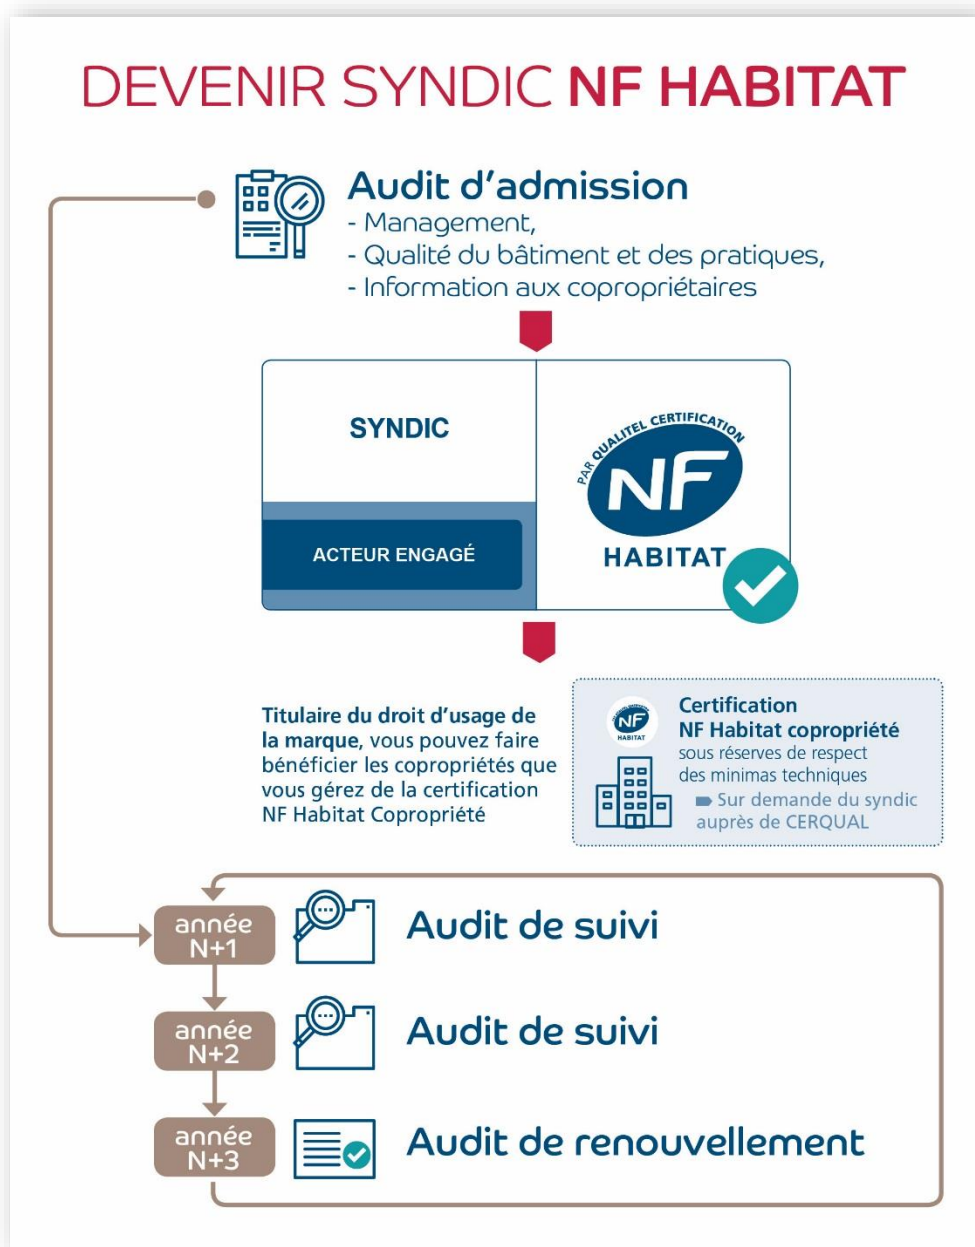 DEVENIR SYNDIC NF HABITAT
Audit d'admission
- Management,
- Qualité du bâtiment et des pratiques,
- Information aux copropriétaires
SYNDIC
ACTEUR ENGAGÉ
PAR QUALITEL CERTIFICATION
NF
HABITAT
Titulaire du droit d'usage de
la marque, vous pouvez faire
bénéficier les copropriétés que
vous gérez de la certification
NF Habitat Copropriété
NF
HABITAT
Certification
NF Habitat copropriété
sous réserves de respect
des minimas techniques
Sur demande du syndic
auprès de CERQUAL
année
N+1
Audit de suivi
année
N+2
Audit de suivi
année
N+3
Audit de renouvellement